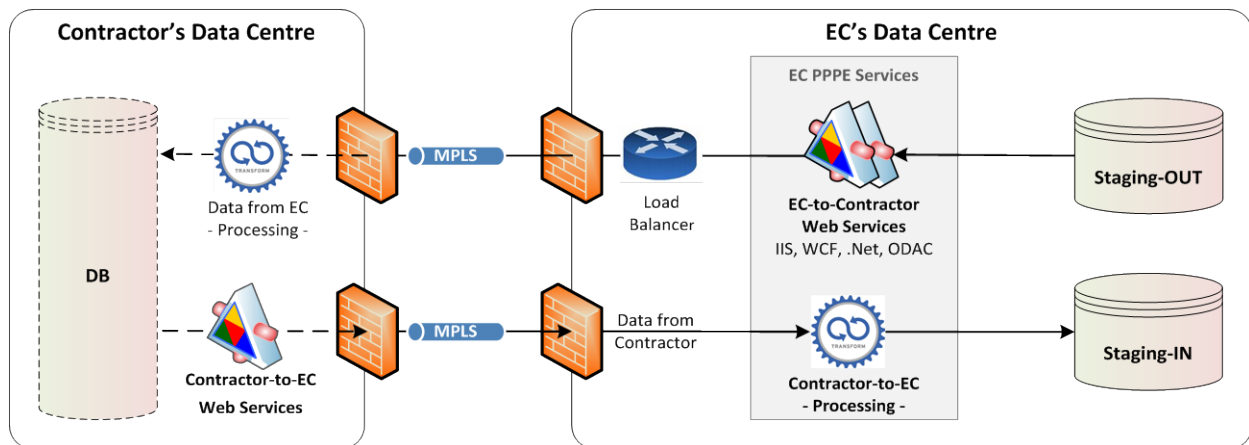 Contractor's Data Centre
EC's Data Centre
EC PPPE Services
MPLS
TRANSFORM
Data from EC
- Processing -
Load
Balancer
EC-to-Contractor
Web Services
IIS, WCF, .Net, ODAC
Staging-OUT
DB
MPLS
Data from
Contractor
TRANSFORM
Staging-IN
Contractor-to-EC
Web Services
Contractor-to-EC
- Processing -